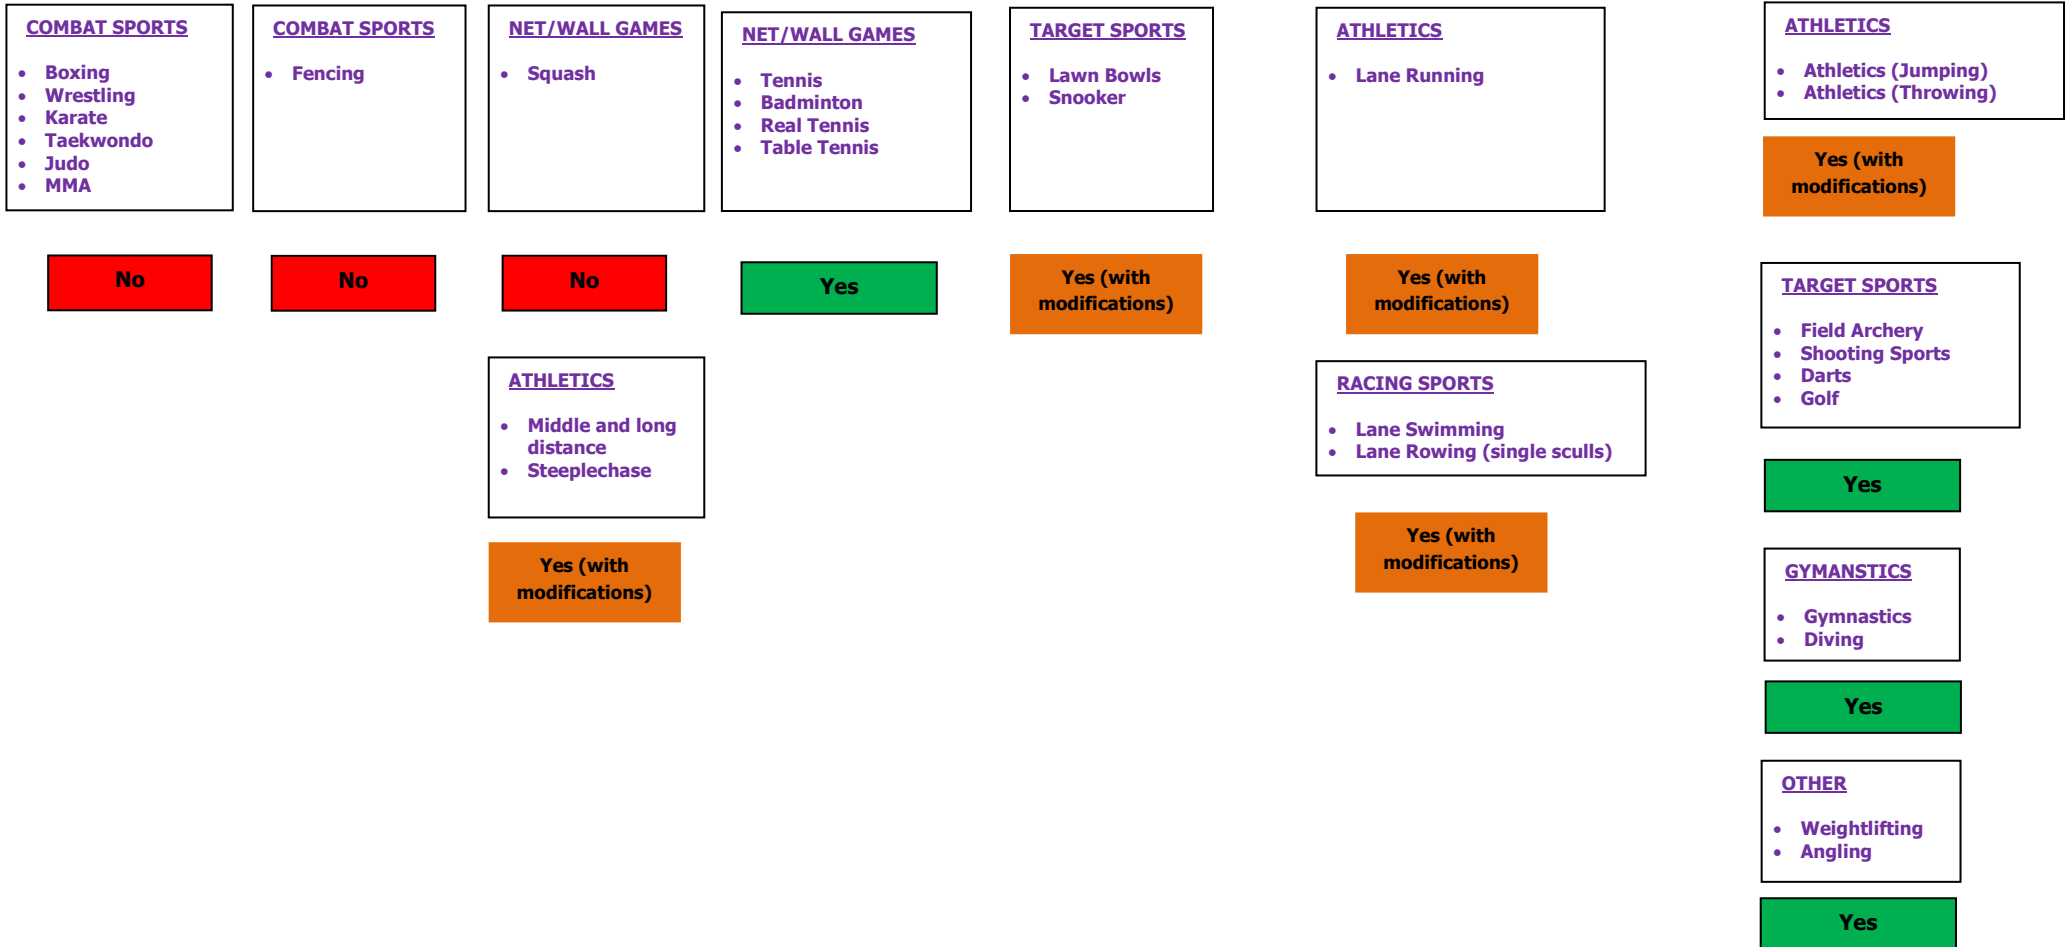 COMBAT SPORTS
• Boxing
• Wrestling
• Karate
• Taekwondo
• Judo
• MMA
No
COMBAT SPORTS
• Fencing
No
NET/WALL GAMES
• Squash
No
ATHLETICS
• Middle and long
distance
• Steeplechase
Yes (with
modifications)
NET/WALL GAMES
• Tennis
• Badminton
• Real Tennis
• Table Tennis
Yes
TARGET SPORTS
• Lawn Bowls
• Snooker
Yes (with
modifications)
ATHLETICS
• Lane Running
Yes (with
modifications)
RACING SPORTS
• Lane Swimming
• Lane Rowing (single sculls)
Yes (with
modifications)
ATHLETICS
• Athletics (Jumping)
• Athletics (Throwing)
Yes (with
modifications)
TARGET SPORTS
• Field Archery
• Shooting Sports
• Darts
• Golf
Yes
GYMANSTICS
• Gymnastics
• Diving
Yes
OTHER
• Weightlifting
• Angling
Yes